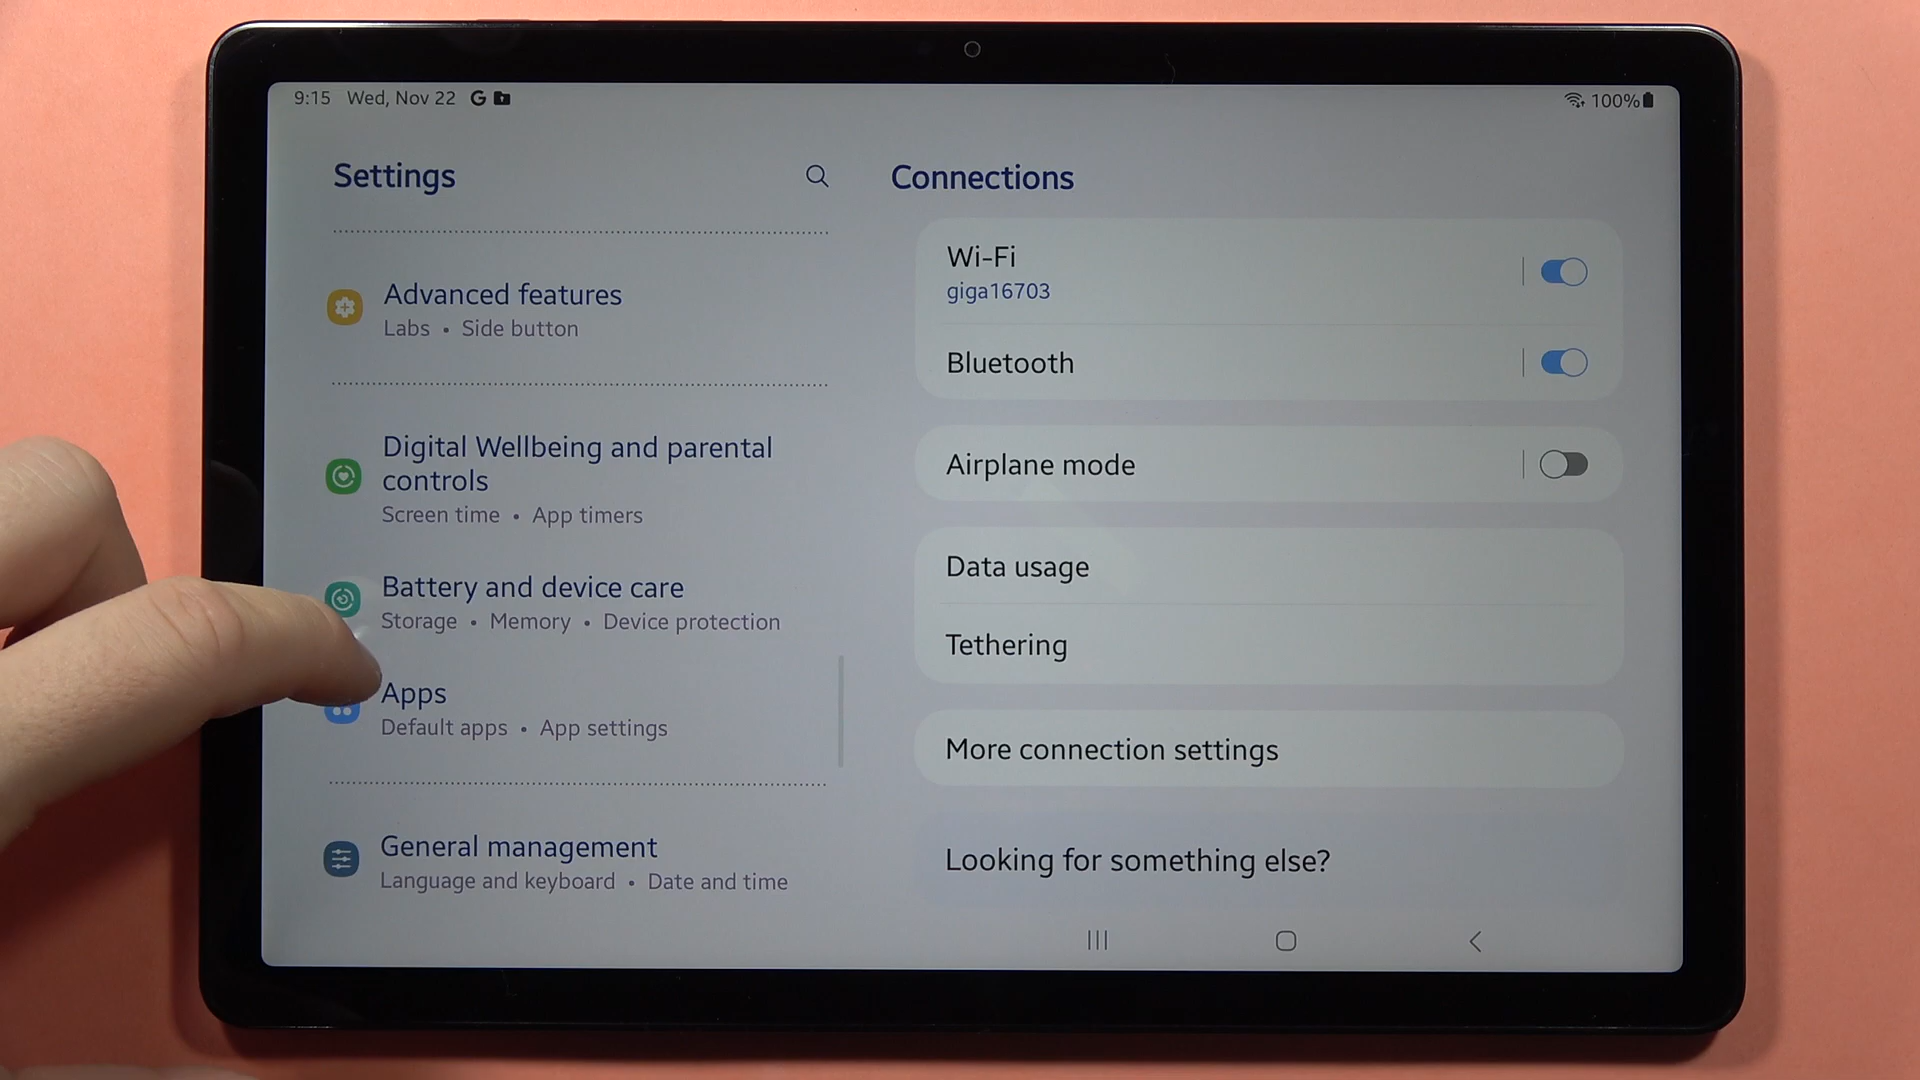 9:15 Wed, Nov 22 G
100%
Settings
Advanced features
Labs • Side button
Digital Wellbeing and parental
controls
Screen time • App timers
Battery and device care
Storage • Memory • Device protection
Apps
Default apps • App settings
General management
Language and keyboard • Date and time
Connections
Wi-Fi
giga16703
Bluetooth
Airplane mode
Data usage
Tethering
More connection settings
Looking for something else?